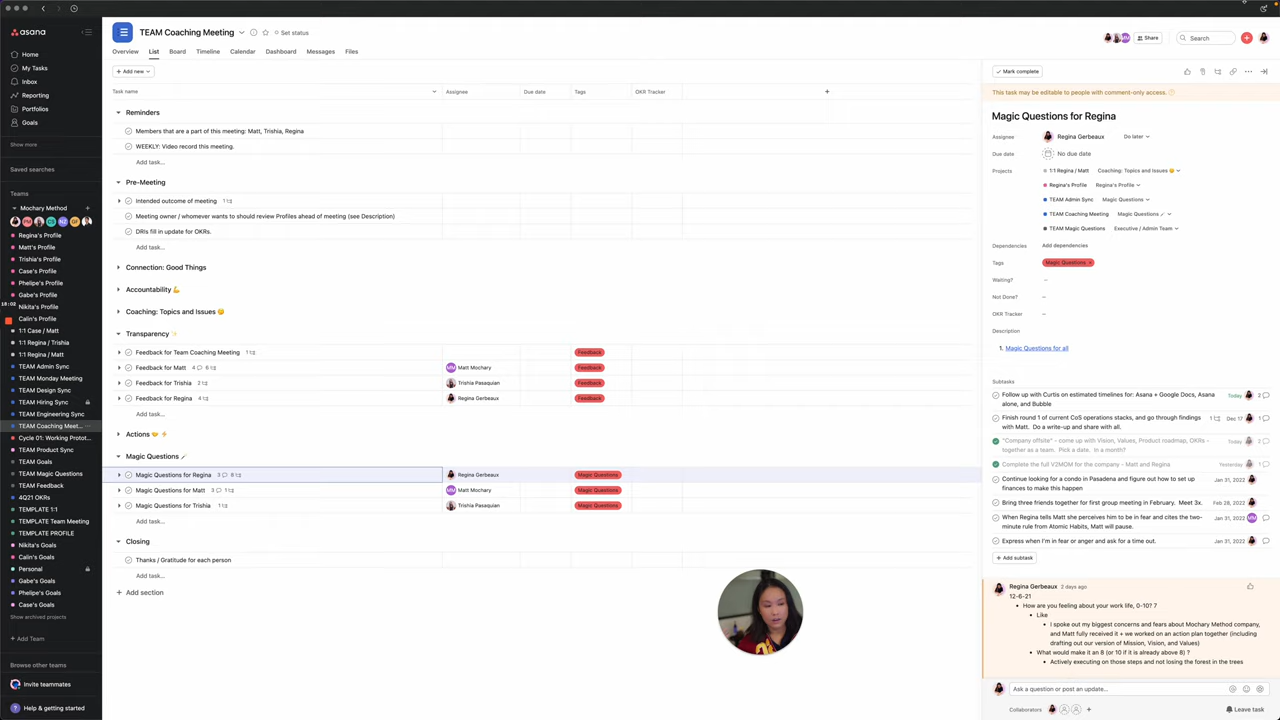 asana
Home
My Tasks
Inbox
Reporting
Portfolios
Goals
Show more
Saved searches
Teams
Mochary Method
Regina's Profile
Matt's Profile
Trishia's Profile
Case's Profile
Phelipe's Profile
Gabe's Profile
Nikita's Profile
18:02
Calin's Profile
1:1 Case / Matt
1:1 Regina / Trishia
1:1 Regina / Matt
TEAM Admin Sync
TEAM Monday Meeting
TEAM Design Sync
TEAM Hiring Sync
TEAM Engineering Sync
TEAM Coaching Meet...
Cycle 01: Working Protot...
TEAM Product Sync
TEAM Goals
TEAM Magic Questions
TEAM Feedback
4Q21 OKRs
TEMPLATE 1:1
TEMPLATE Team Meeting
TEMPLATE PROFILE
Nikita's Goals
Calin's Goals
Personal
Gabe's Goals
Phelipe's Goals
Case's Goals
Show archived projects
+ Add Team
Browse other teams
Invite teammates
? Help & getting started
TEAM Coaching Meeting
Set status
Overview List Board Timeline Calendar Dashboard Messages Files
MM
Share
Search
+ Add new
Task name Assignee Due date Tags OKR Tracker +
Reminders
Members that are a part of this meeting: Matt, Trishia, Regina
WEEKLY: Video record this meeting.
Add task...
Pre-Meeting
Intended outcome of meeting 1
Meeting owner / whomever wants to should review Profiles ahead of meeting (see Description)
DRIs fill in update for OKRs.
Add task...
Connection: Good Things
Accountability 💪
Coaching: Topics and Issues
Transparency ✨
Feedback for Team Coaching Meeting 1 Feedback
Feedback for Matt 4 6 MM Matt Mochary Feedback
Feedback for Trishia 2 Trishia Pasaquian Feedback
Feedback for Regina 4 Regina Gerbeaux Feedback
Add task...
Actions
Magic Questions
Magic Questions for Regina 3 8 Regina Gerbeaux Magic Questions
Magic Questions for Matt 3 1 MM Matt Mochary Magic Questions
Magic Questions for Trishia 1 Trishia Pasaquian Magic Questions
Add task...
Closing
Thanks / Gratitude for each person
Add task...
+ Add section
Mark complete
This task may be editable to people with comment-only access.
Magic Questions for Regina
Assignee Regina Gerbeaux Do later
Due date No due date
Projects 1:1 Regina / Matt Coaching: Topics and Issues
Regina's Profile Regina's Profile
TEAM Admin Sync Magic Questions
TEAM Coaching Meeting Magic Questions
TEAM Magic Questions Executive / Admin Team
Dependencies Add dependencies
Tags Magic Questions
Waiting? –
Not Done? –
OKR Tracker –
Description
1. Magic Questions for all
Subtasks
Follow up with Curtis on estimated timelines for: Asana + Google Docs, Asana Today 2
alone, and Bubble
Finish round 1 of current CoS operations stacks, and go through findings 1 Dec 17 1
with Matt. Do a write-up and share with all.
"Company offsite" - come up with Vision, Values, Product roadmap, OKRs - Today 2
together as a team. Pick a date. In a month?
Complete the full V2MOM for the company - Matt and Regina Yesterday 1
Continue looking for a condo in Pasadena and figure out how to set up Jan 31, 2022
finances to make this happen
Bring three friends together for first group meeting in February. Meet 3x. Feb 28, 2022
When Regina tells Matt she perceives him to be in fear and cites the two- Jan 31, 2022 MM
minute rule from Atomic Habits, Matt will pause.
Express when I'm in fear or anger and ask for a time out. Jan 31, 2022
+ Add subtask
Regina Gerbeaux 2 days ago
12-6-21
• How are you feeling about your work life, 0-10? 7
• Like
• I spoke out my biggest concerns and fears about Mochary Method company,
and Matt fully received it + we worked on an action plan together (including
drafting out our version of Mission, Vision, and Values)
• What would make it an 8 (or 10 if it is already above 8) ?
• Actively executing on those steps and not losing the forest in the trees
Ask a question or post an update...
Collaborators +
Leave task